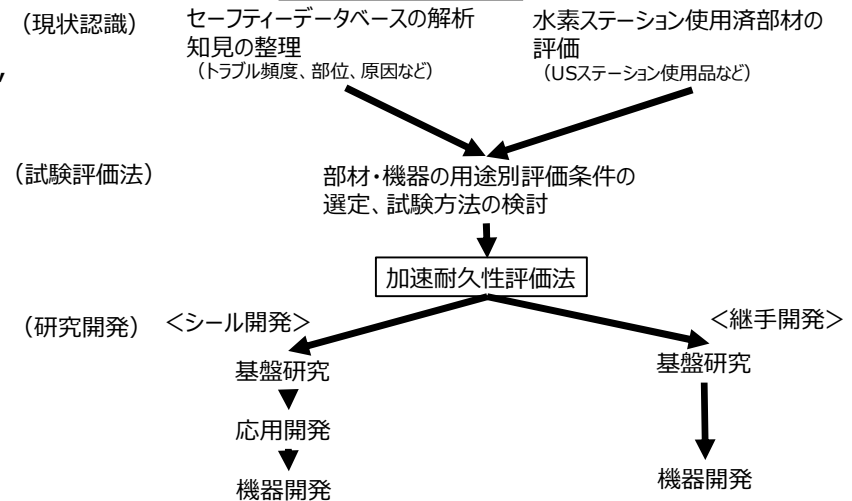 （現状認識）
セーフティーデータベースの解析
知見の整理
（トラブル頻度、部位、原因など）
水素ステーション使用済部材の
評価
（USステーション使用品など）
（試験評価法）
部材・機器の用途別評価条件の
選定、試験方法の検討
加速耐久性評価法
（研究開発）
＜シール開発＞
＜継手開発＞
基盤研究
基盤研究
応用開発
機器開発
機器開発